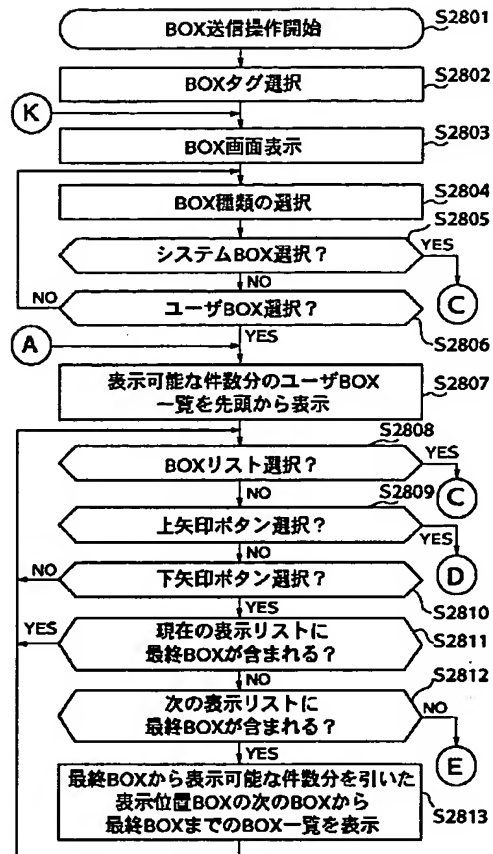 BOX送信操作開始
S2801
BOXタグ選択
S2802
K
BOX画面表示
S2803
BOX種類の選択
S2804
システムBOX選択？
S2805
YES
C
NO
ユーザBOX選択？
S2806
NO
YES
A
表示可能な件数分のユーザBOX
一覧を先頭から表示
S2807
BOXリスト選択？
S2808
YES
C
NO
上矢印ボタン選択？
S2809
YES
D
NO
下矢印ボタン選択？
S2810
NO
YES
現在の表示リストに
最終BOXが含まれる？
S2811
YES
NO
次の表示リストに
最終BOXが含まれる？
S2812
NO
E
YES
最終BOXから表示可能な件数分を引いた
表示位置BOXの次のBOXから
最終BOXまでのBOX一覧を表示
S2813